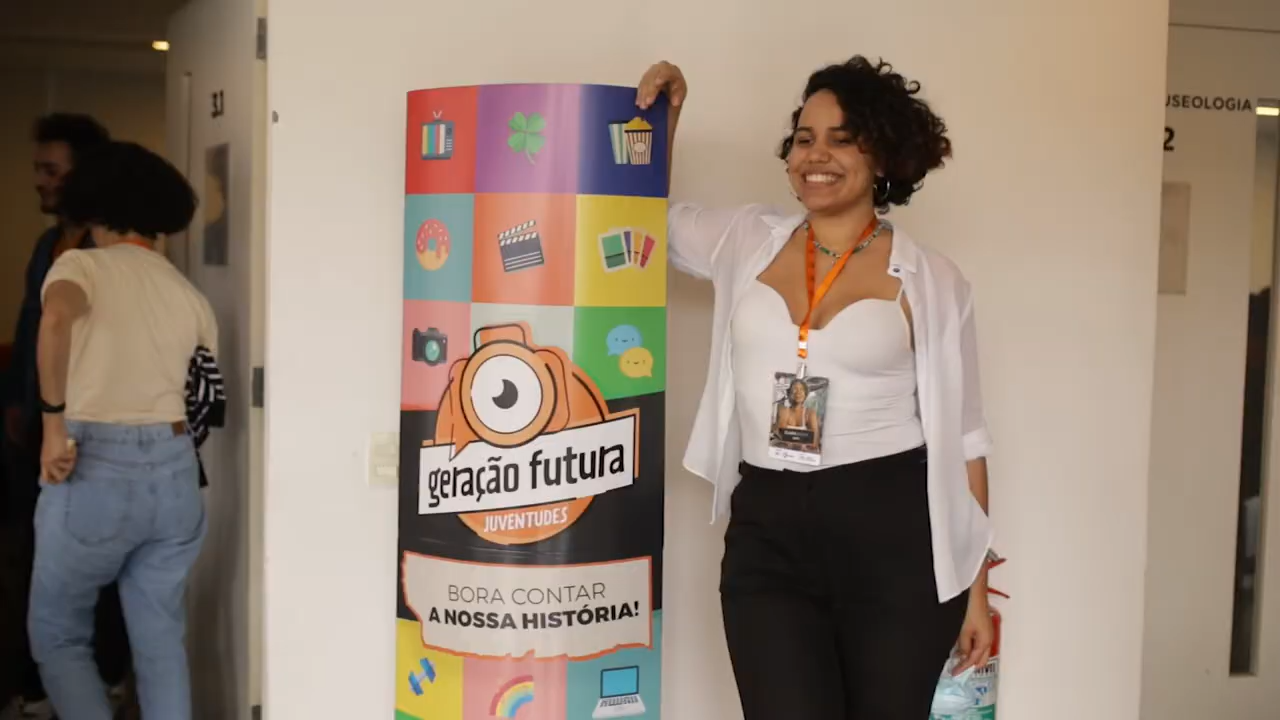 3.1
geração futura
JUVENTUDES
BORA CONTAR
A NOSSA HISTÓRIA!
USEOLOGIA
2